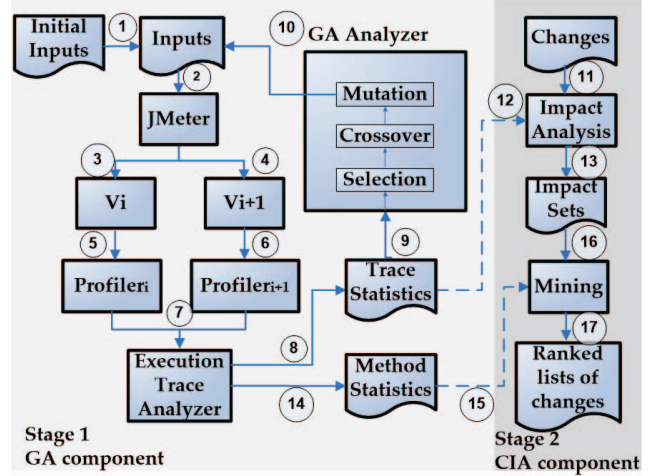 Initial
Inputs
1
Inputs
10
GA Analyzer
Changes
2
11
JMeter
Mutation
12
Impact
Analysis
Crossover
3
4
13
Selection
Vi
Vi+1
Impact
Sets
5
6
9
16
Profileri
Profileri+1
Trace
Statistics
Mining
7
8
17
Execution
Trace
Analyzer
Method
Statistics
Ranked
lists of
changes
14
15
Stage 1
GA component
Stage 2
CIA component